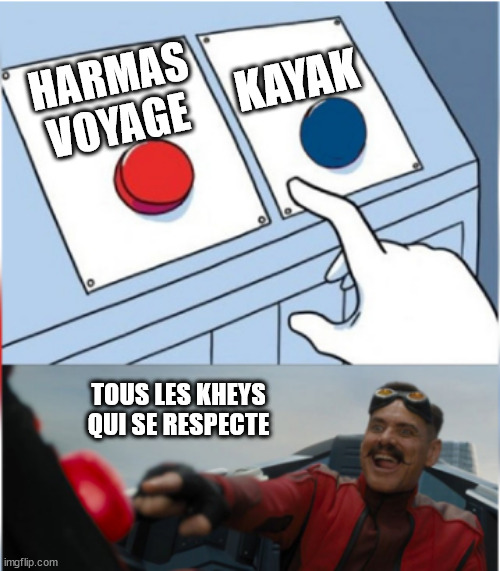 HARMAS
VOYAGE
KAYAK
TOUS LES KHEYS
QUI SE RESPECTE
imgflip.com